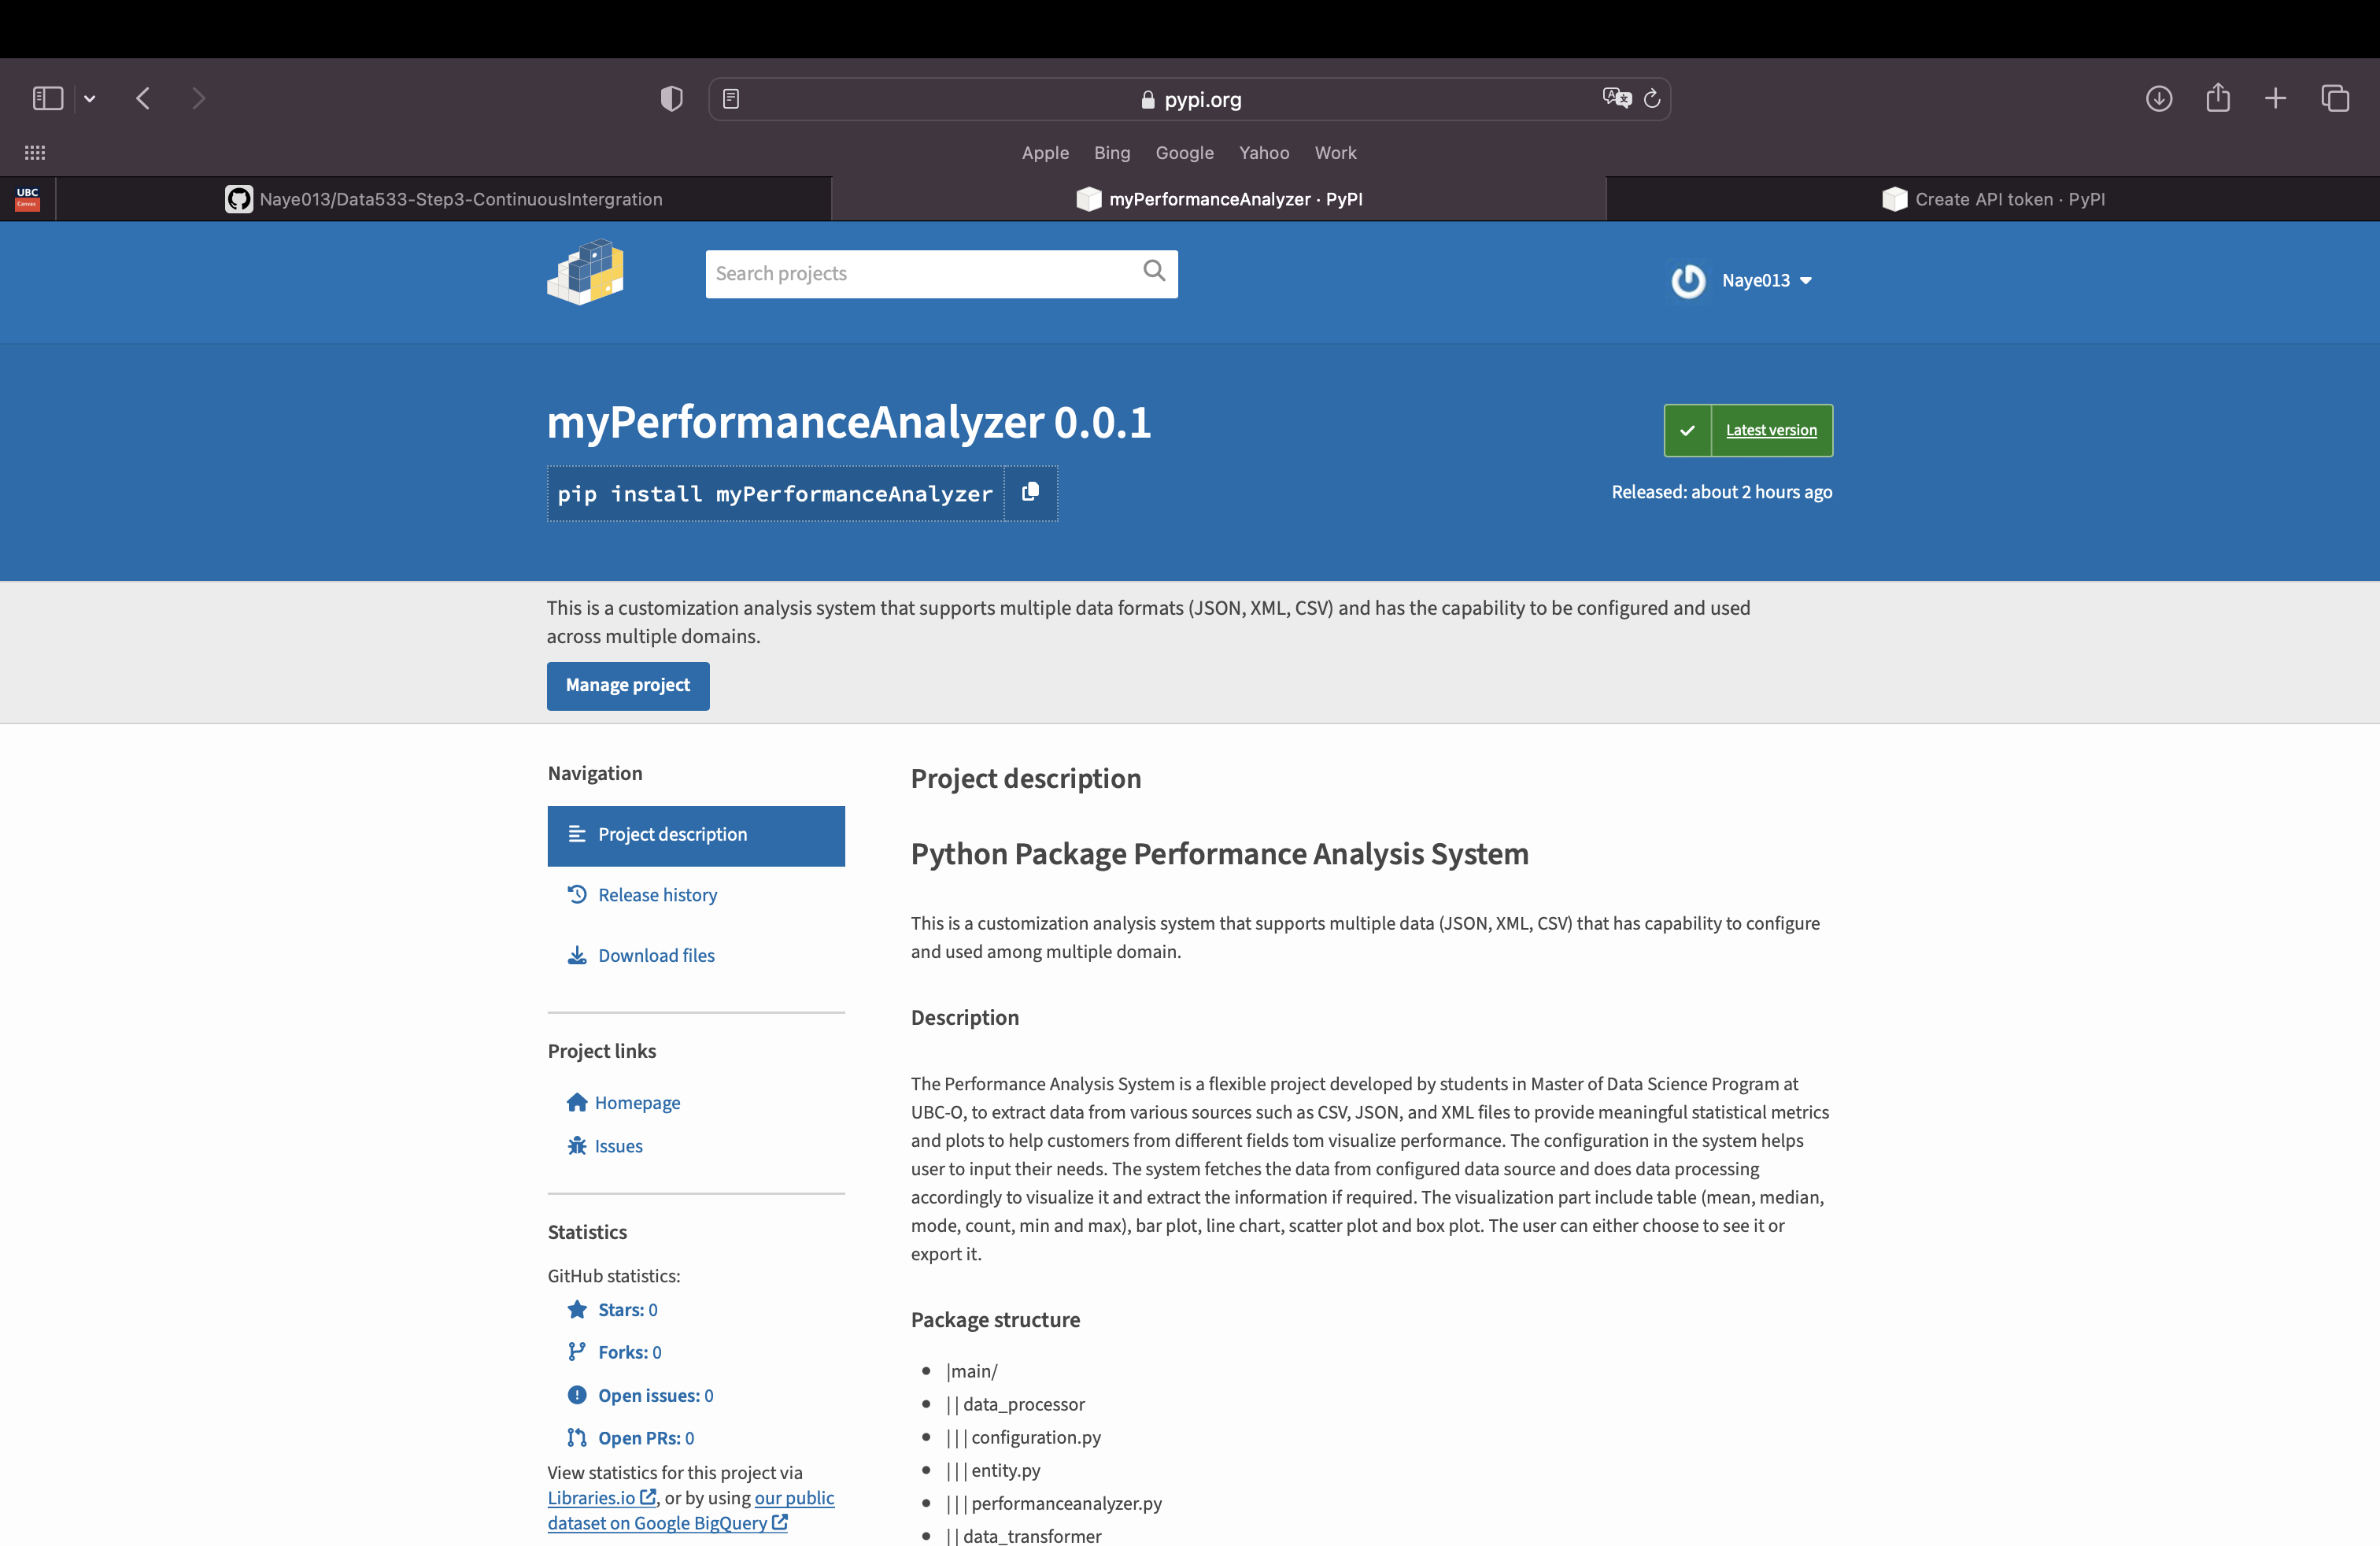 pypi.org
Apple Bing Google Yahoo Work
UBC
Canvas
Naye013/Data533-Step3-ContinuousIntergration
myPerformanceAnalyzer · PyPI
Create API token · PyPI
Search projects
Naye013
myPerformanceAnalyzer 0.0.1
Latest version
pip install myPerformanceAnalyzer
Released: about 2 hours ago
This is a customization analysis system that supports multiple data formats (JSON, XML, CSV) and has the capability to be configured and used
across multiple domains.
Manage project
Navigation
Project description
Release history
Download files
Project links
Homepage
Issues
Statistics
GitHub statistics:
Stars: 0
Forks: 0
Open issues: 0
Open PRs: 0
View statistics for this project via
Libraries.io, or by using our public
dataset on Google BigQuery
Project description
Python Package Performance Analysis System
This is a customization analysis system that supports multiple data (JSON, XML, CSV) that has capability to configure
and used among multiple domain.
Description
The Performance Analysis System is a flexible project developed by students in Master of Data Science Program at
UBC-O, to extract data from various sources such as CSV, JSON, and XML files to provide meaningful statistical metrics
and plots to help customers from different fields tom visualize performance. The configuration in the system helps
user to input their needs. The system fetches the data from configured data source and does data processing
accordingly to visualize it and extract the information if required. The visualization part include table (mean, median,
mode, count, min and max), bar plot, line chart, scatter plot and box plot. The user can either choose to see it or
export it.
Package structure
• |main/
• | | data_processor
• | | | configuration.py
• | | | entity.py
• | | | performanceanalyzer.py
• | | data_transformer